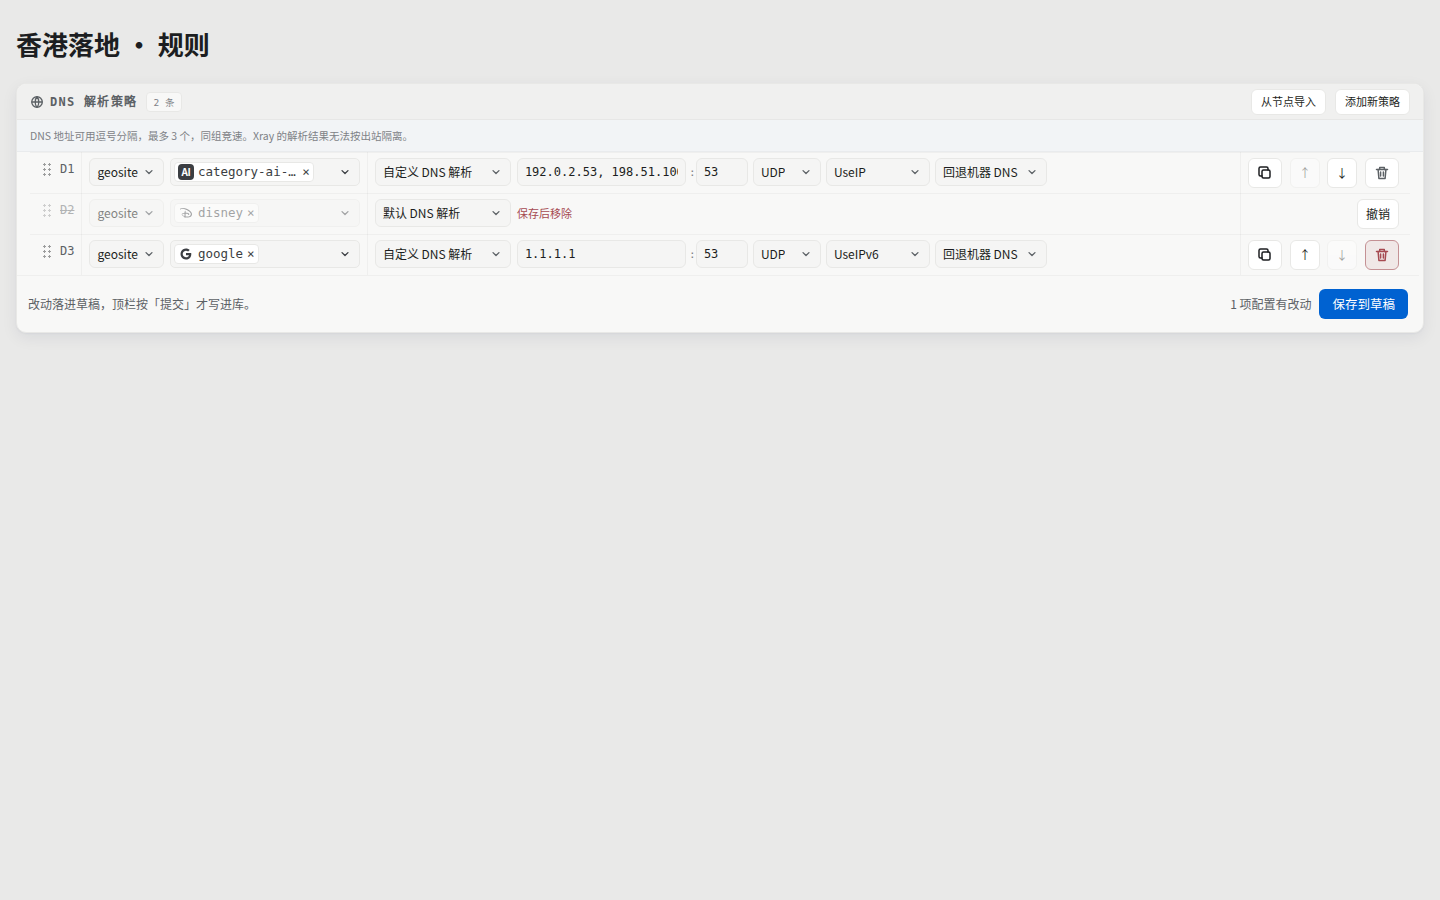 香港落地 · 规则
DNS 解析策略 2 条 从节点导入 添加新策略
DNS 地址可用逗号分隔，最多 3 个，同组竞速。Xray 的解析结果无法按出站隔离。
D1 geosite AI category-ai-… × 自定义 DNS 解析 192.0.2.53, 198.51.10 : 53 UDP UseIP 回退机器 DNS ↑ ↓
D2 geosite disney × 默认 DNS 解析 保存后移除 撤销
D3 geosite google × 自定义 DNS 解析 1.1.1.1 : 53 UDP UseIPv6 回退机器 DNS ↑ ↓
改动落进草稿，顶栏按「提交」才写进库。 1 项配置有改动 保存到草稿